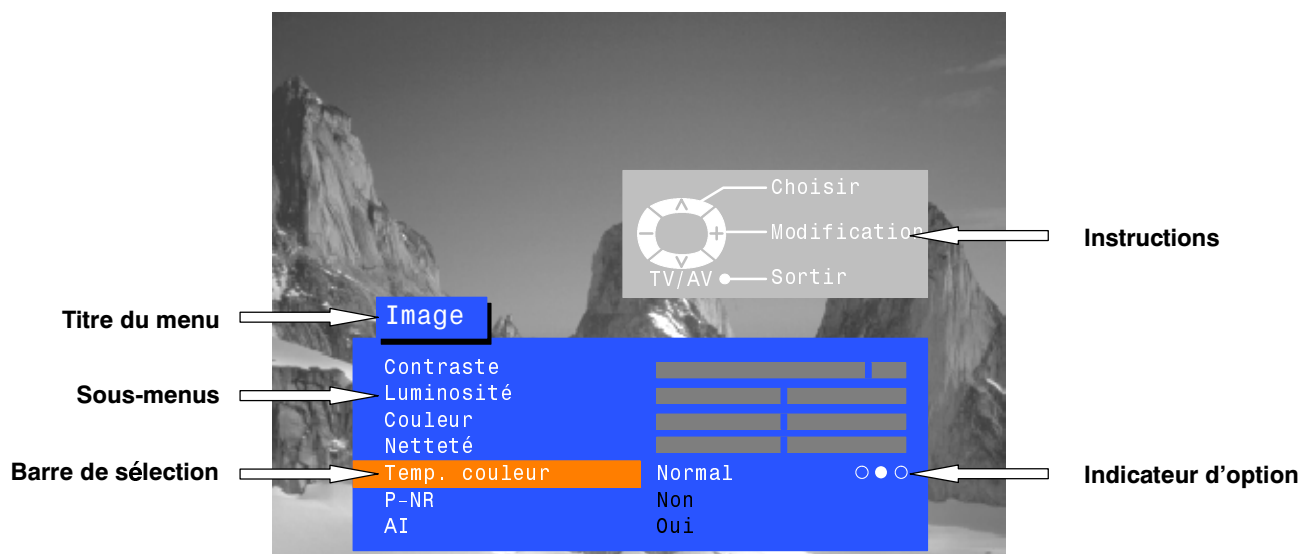 Choisir
Modification
TV/AV Sortir
Instructions
Titre du menu
Image
Contraste
Sous-menus
Luminosité
Couleur
Netteté
Barre de sélection
Temp. couleur Normal
Indicateur d'option
P-NR Non
AI Oui